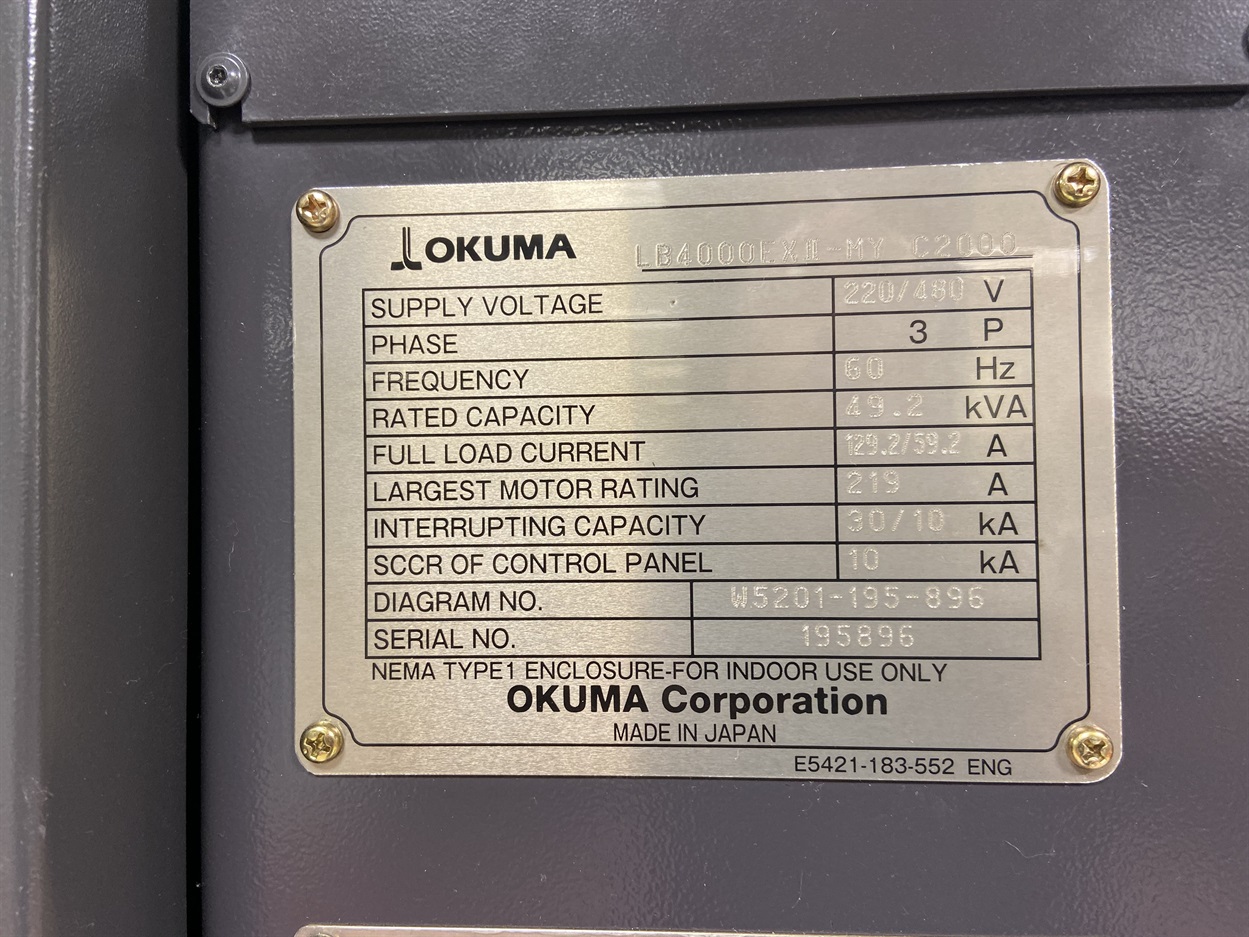 OKUMA LB4000EXⅡ-MY C2000
SUPPLY VOLTAGE 220/480 V
PHASE 3 P
FREQUENCY 60 Hz
RATED CAPACITY 49.2 kVA
FULL LOAD CURRENT 129.2/59.2 A
LARGEST MOTOR RATING 219 A
INTERRUPTING CAPACITY 30/10 kA
SCCR OF CONTROL PANEL 10 kA
DIAGRAM NO. W5201-195-896
SERIAL NO. 195896
NEMA TYPE1 ENCLOSURE-FOR INDOOR USE ONLY
OKUMA Corporation
MADE IN JAPAN
E5421-183-552 ENG